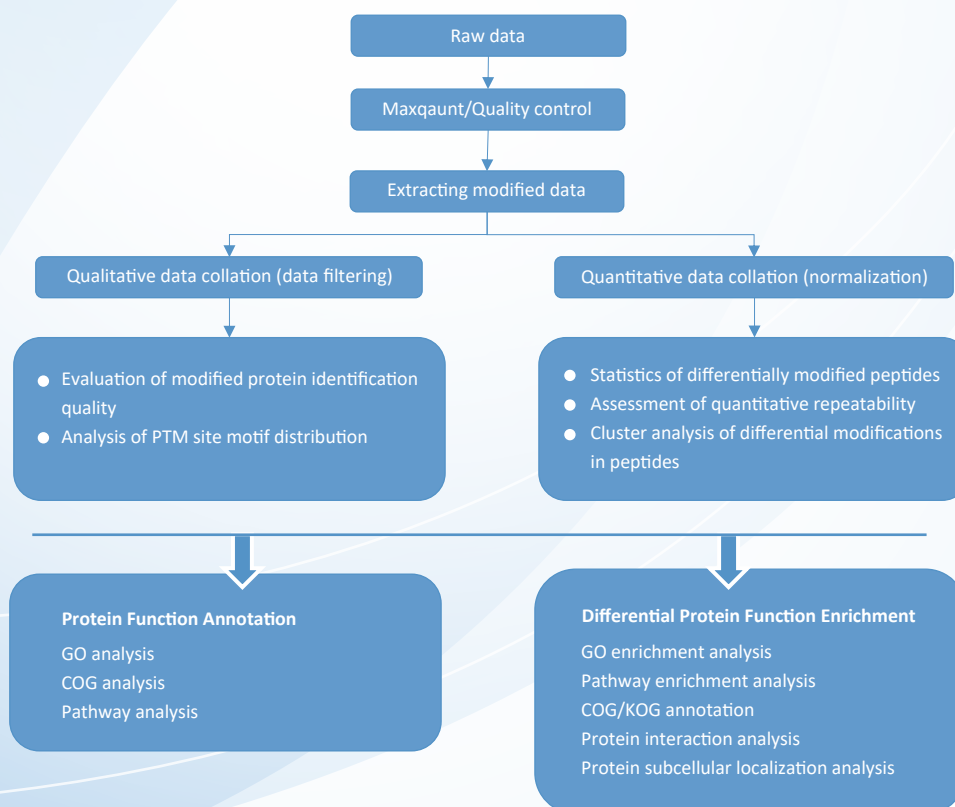 Raw data
Maxqaunt/Quality control
Extracting modified data
Qualitative data collation (data filtering)
Quantitative data collation (normalization)
● Evaluation of modified protein identification
quality
● Analysis of PTM site motif distribution
● Statistics of differentially modified peptides
● Assessment of quantitative repeatability
● Cluster analysis of differential modifications
in peptides
Protein Function Annotation
GO analysis
COG analysis
Pathway analysis
Differential Protein Function Enrichment
GO enrichment analysis
Pathway enrichment analysis
COG/KOG annotation
Protein interaction analysis
Protein subcellular localization analysis